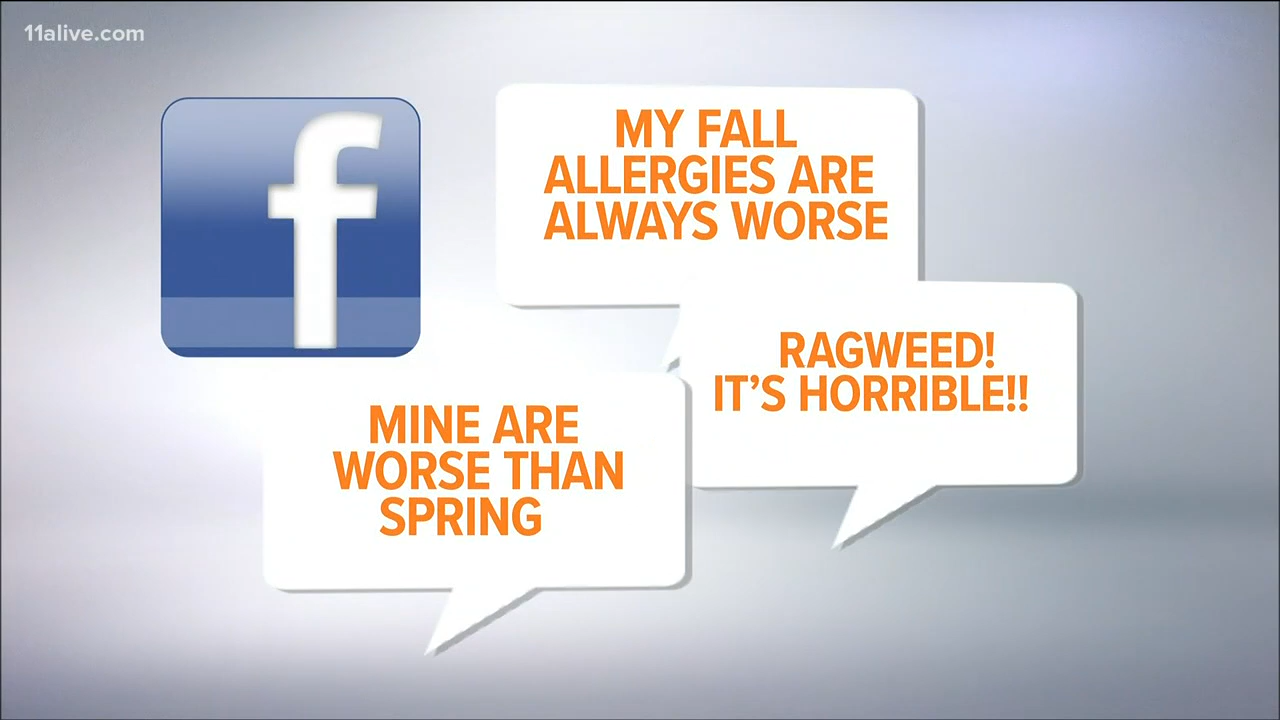 11alive.com
f
MY FALL
ALLERGIES ARE
ALWAYS WORSE
RAGWEED!
IT'S HORRIBLE!!
MINE ARE
WORSE THAN
SPRING